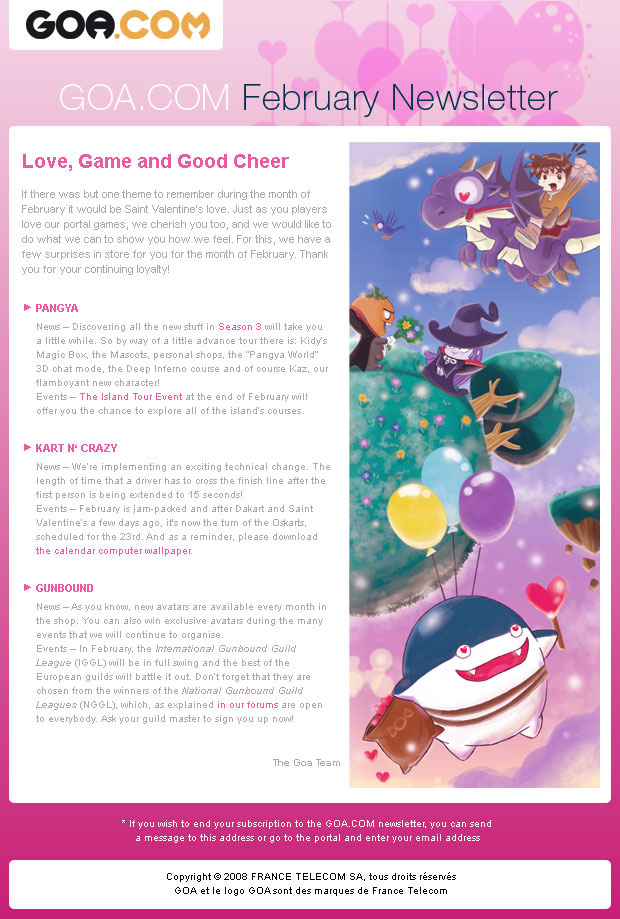 GOA.COM
GOA.COM February Newsletter
Love, Game and Good Cheer
If there was but one theme to remember during the month of
February it would be Saint Valentine's love. Just as you players
love our portal games, we cherish you too, and we would like to
do what we can to show you how we feel. For this, we have a
few surprises in store for you for the month of February. Thank
you for your continuing loyalty!
► PANGYA
News – Discovering all the new stuff in Season 3 will take you
a little while. So by way of a little advance tour there is: Kidy's
Magic Box, the Mascots, personal shops, the "Pangya World"
3D chat mode, the Deep Inferno course and of course Kaz, our
flamboyant new character!
Events – The Island Tour Event at the end of February will
offer you the chance to explore all of the island's courses.
► KART N‘ CRAZY
News – We're implementing an exciting technical change. The
length of time that a driver has to cross the finish line after the
first person is being extended to 15 seconds!
Events – February is jam-packed and after Dakart and Saint
Valentine's a few days ago, it's now the turn of the Oskarts,
scheduled for the 23rd. And as a reminder, please download
the calendar computer wallpaper.
► GUNBOUND
News – As you know, new avatars are available every month in
the shop. You can also win exclusive avatars during the many
events that we will continue to organise.
Events – In February, the International Gunbound Guild
League (IGGL) will be in full swing and the best of the
European guilds will battle it out. Don't forget that they are
chosen from the winners of the National Gunbound Guild
Leagues (NGGL), which, as explained in our forums are open
to everybody. Ask your guild master to sign you up now!
The Goa Team
* If you wish to end your subscription to the GOA.COM newsletter, you can send
a message to this address or go to the portal and enter your email address
Copyright © 2008 FRANCE TELECOM SA, tous droits réservés
GOA et le logo GOA sont des marques de France Telecom